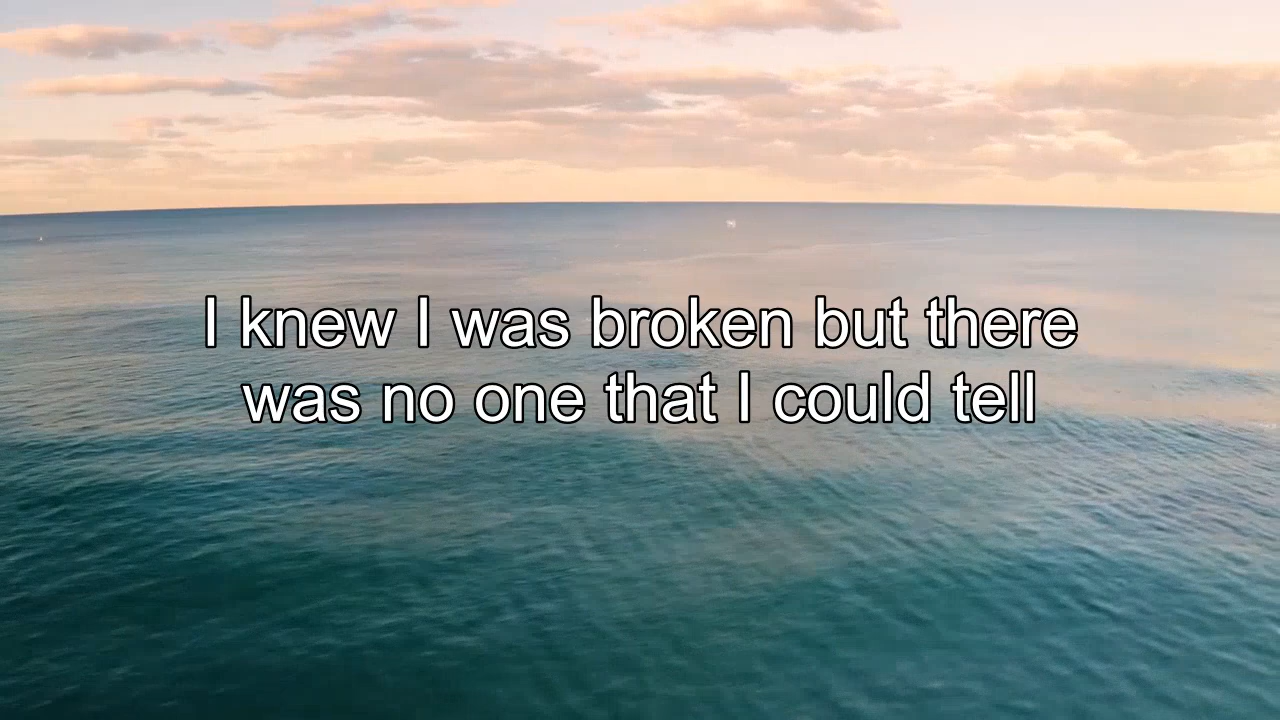 I knew I was broken but there
was no one that I could tell